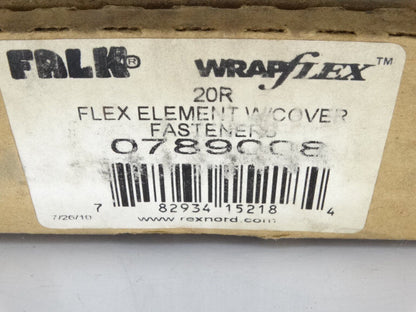 FALK® WRAPfLEX™
20R
FLEX ELEMENT W/COVER
FASTENERS
0789008
7 82934 15218 4
7/26/10
www.rexnord.com